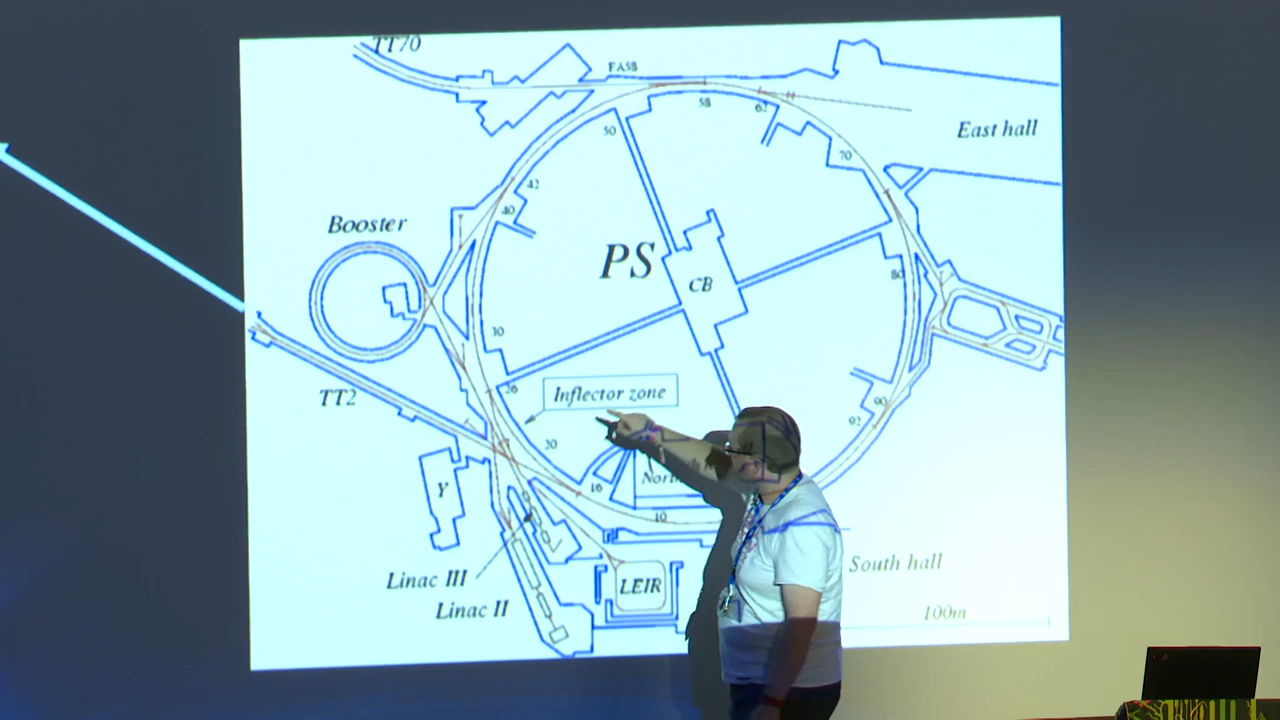 TT70
FA58
58
62
50
East hall
70
42
40
Booster
PS
CB
80
30
TT2
26
Inflector zone
90
92
20
North
16
Y
10
South hall
Linac III
LEIR
Linac II
100m